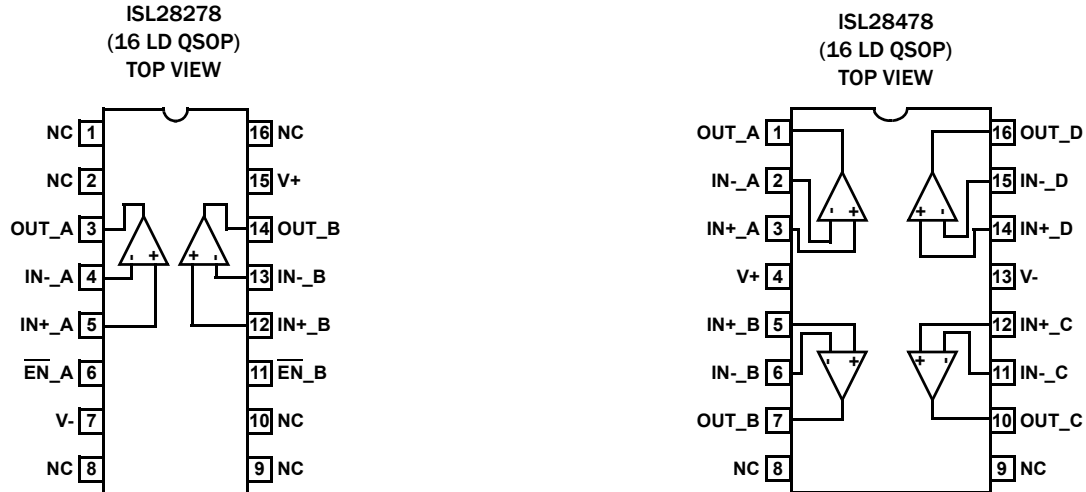 ISL28278
(16 LD QSOP)
TOP VIEW
NC 1
16 NC
NC 2
15 V+
OUT_A 3
14 OUT_B
IN-_A 4
13 IN-_B
IN+_A 5
12 IN+_B
EN_A 6
11 EN_B
V- 7
10 NC
NC 8
9 NC
- +
+ -
ISL28478
(16 LD QSOP)
TOP VIEW
OUT_A 1
16 OUT_D
IN-_A 2
15 IN-_D
IN+_A 3
14 IN+_D
V+ 4
13 V-
IN+_B 5
12 IN+_C
IN-_B 6
11 IN-_C
OUT_B 7
10 OUT_C
NC 8
9 NC
- +
+ -
- +
+ -